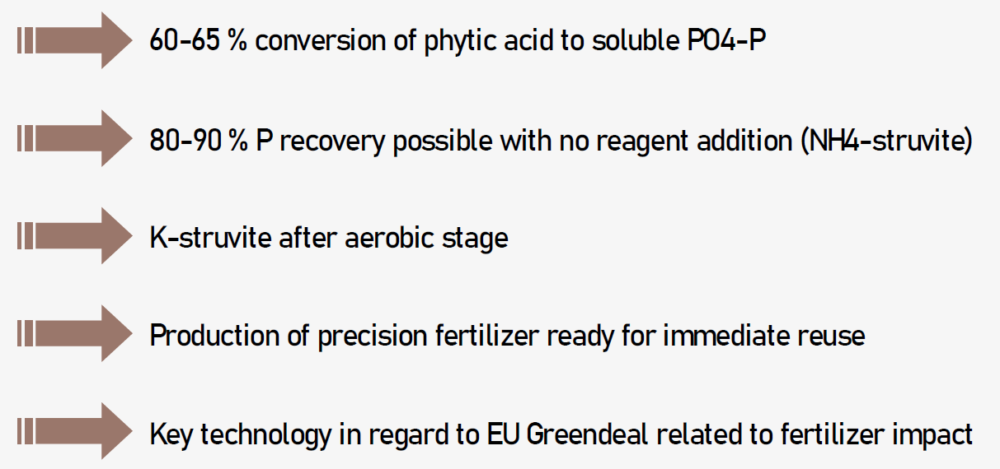 60-65 % conversion of phytic acid to soluble PO4-P
80-90 % P recovery possible with no reagent addition (NH4-struvite)
K-struvite after aerobic stage
Production of precision fertilizer ready for immediate reuse
Key technology in regard to EU Greendeal related to fertilizer impact